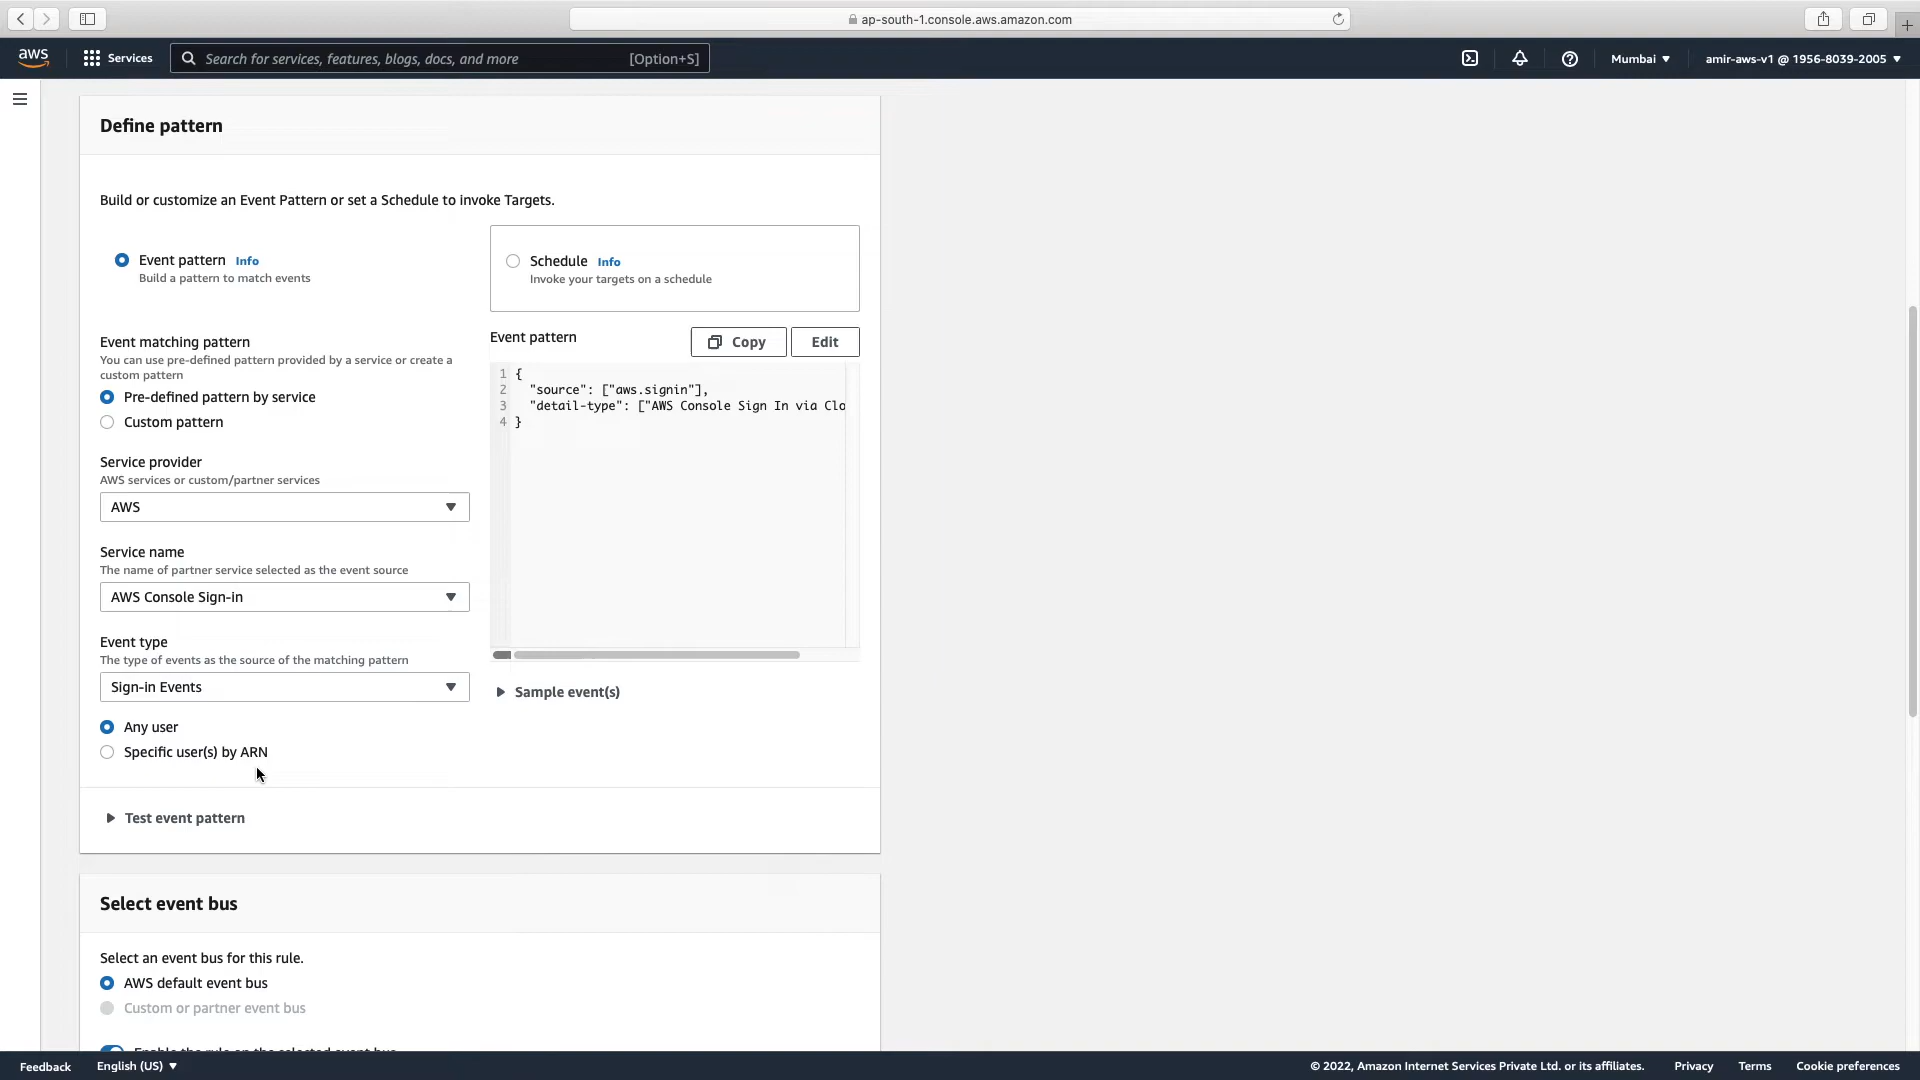 ap-south-1.console.aws.amazon.com
aws
Services
Search for services, features, blogs, docs, and more
[Option+S]
Mumbai ▼
amir-aws-v1 @ 1956-8039-2005 ▼
Define pattern
Build or customize an Event Pattern or set a Schedule to invoke Targets.
Event pattern Info
Build a pattern to match events
Schedule Info
Invoke your targets on a schedule
Event matching pattern
You can use pre-defined pattern provided by a service or create a
custom pattern
Pre-defined pattern by service
Custom pattern
Service provider
AWS services or custom/partner services
AWS
Service name
The name of partner service selected as the event source
AWS Console Sign-in
Event type
The type of events as the source of the matching pattern
Sign-in Events
Any user
Specific user(s) by ARN
Event pattern
Copy
Edit
1 {
2 "source": ["aws.signin"],
3 "detail-type": ["AWS Console Sign In via Clo
4 }
Sample event(s)
Test event pattern
Select event bus
Select an event bus for this rule.
AWS default event bus
Custom or partner event bus
Enable the rule on the selected event bus
Feedback
English (US) ▼
© 2022, Amazon Internet Services Private Ltd. or its affiliates.
Privacy
Terms
Cookie preferences